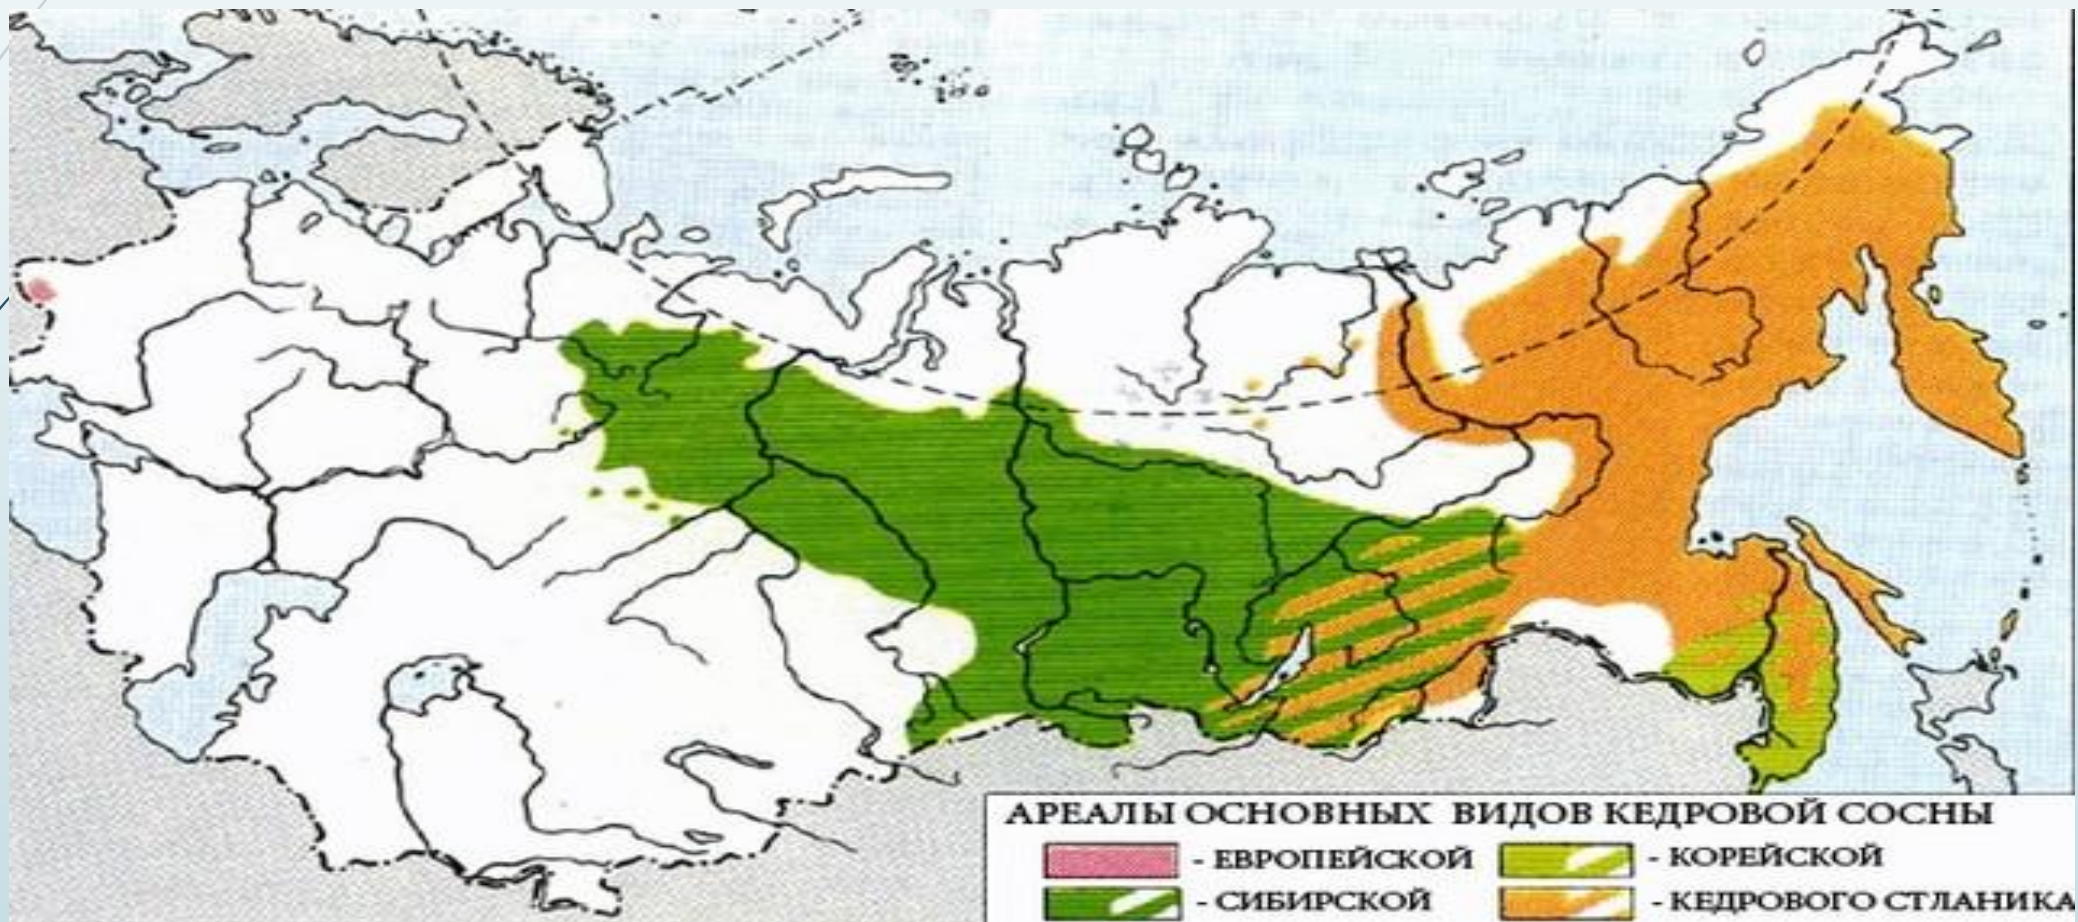 АРЕАЛЫ ОСНОВНЫХ ВИДОВ КЕДРОВОЙ СОСНЫ
- ЕВРОПЕЙСКОЙ
- КОРЕЙСКОЙ
- СИБИРСКОЙ
- КЕДРОВОГО СТЛАНИКА